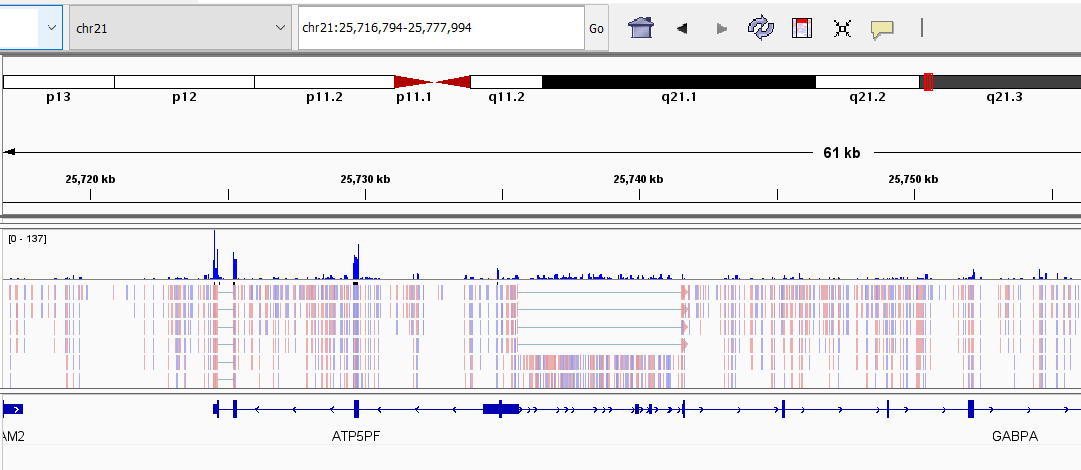 chr21 chr21:25,716,794-25,777,994 Go
p13 p12 p11.2 p11.1 q11.2 q21.1 q21.2 q21.3
61 kb
25,720 kb 25,730 kb 25,740 kb 25,750 kb
[0 - 137]
AM2 ATP5PF GABPA